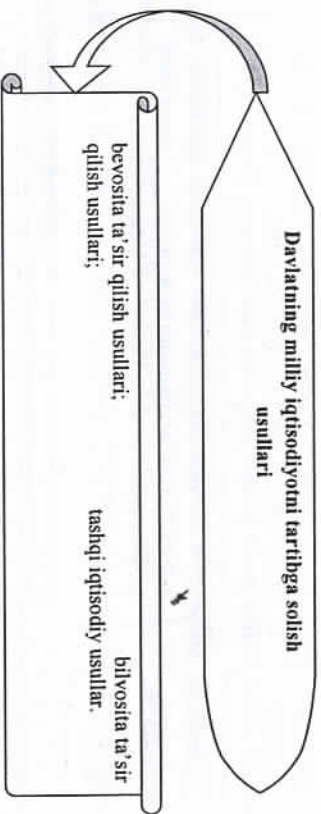 Davlatning milliy iqtisodiyotni tartibga solish
usullari
bevosita ta'sir qilish usullari; bilvosita ta'sir
qilish usullari; tashqi iqtisodiy usullar.